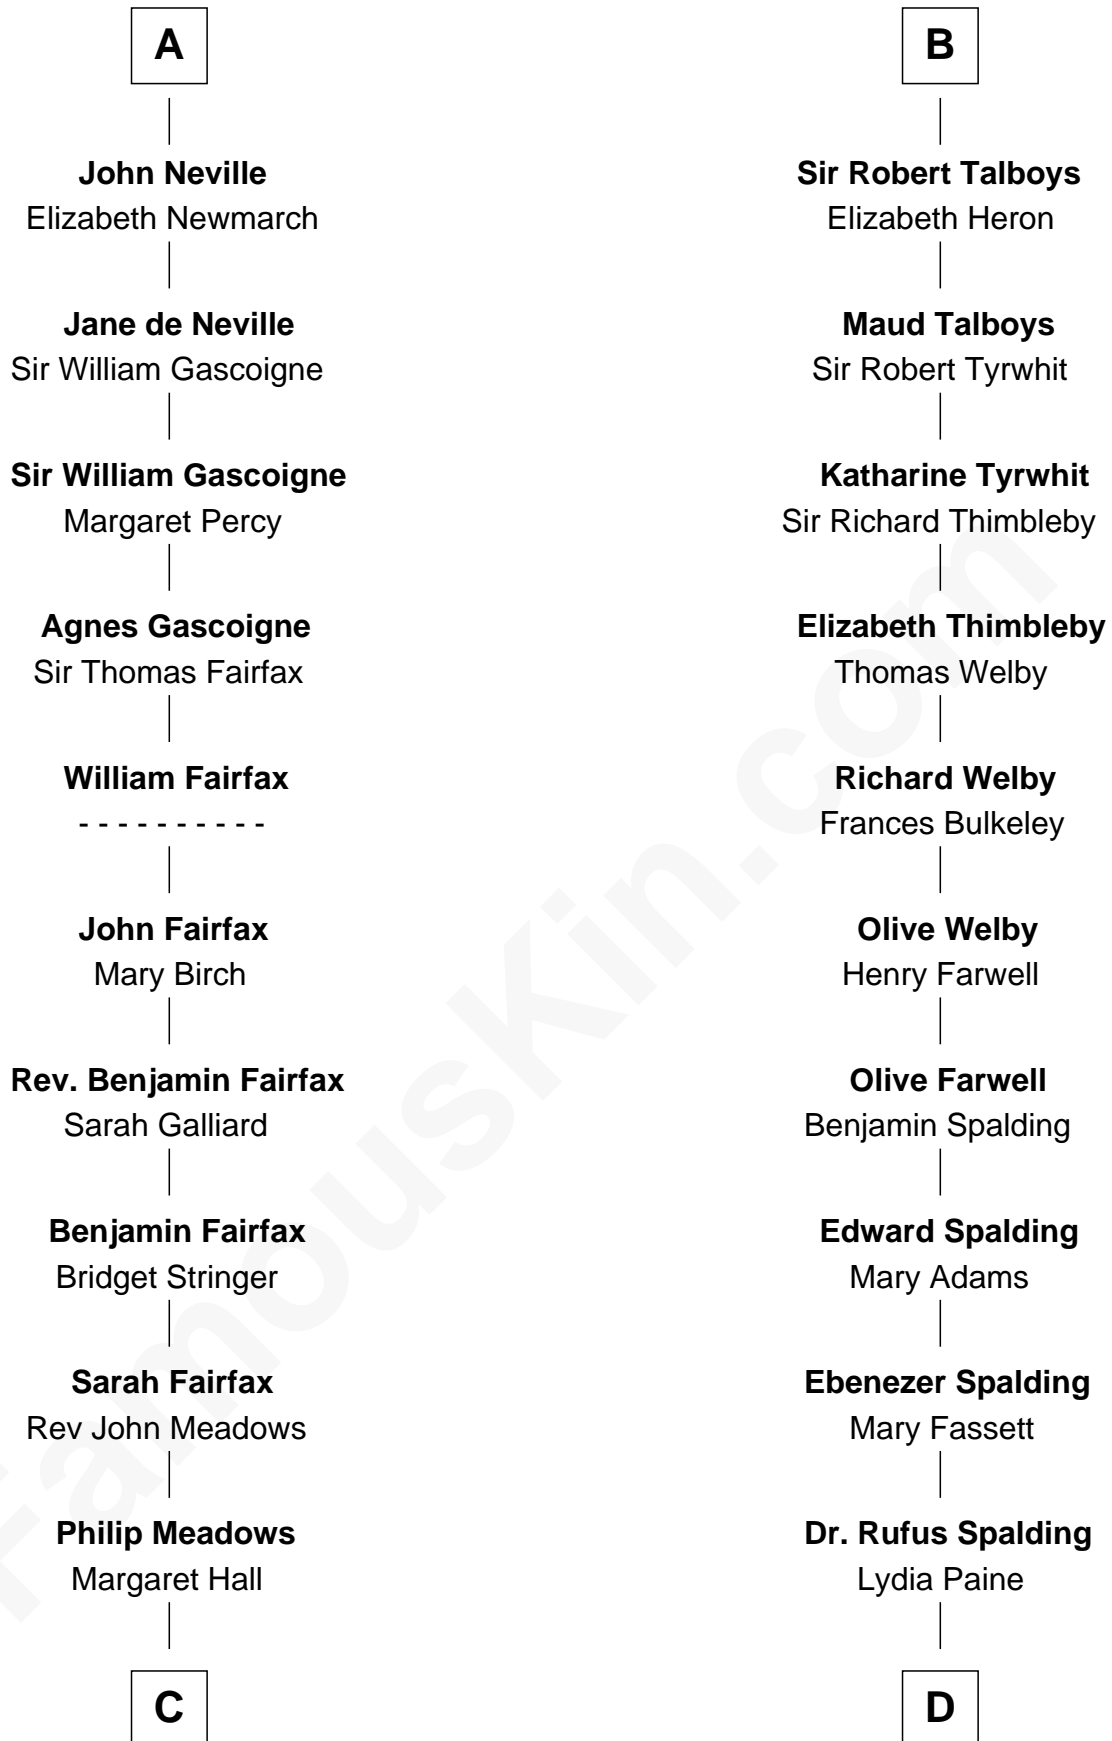 A
John Neville
Elizabeth Newmarch
Jane de Neville
Sir William Gascoigne
Sir William Gascoigne
Margaret Percy
Agnes Gascoigne
Sir Thomas Fairfax
William Fairfax
- - - - - - - - - -
John Fairfax
Mary Birch
Rev. Benjamin Fairfax
Sarah Galliard
Benjamin Fairfax
Bridget Stringer
Sarah Fairfax
Rev John Meadows
Philip Meadows
Margaret Hall
C
B
Sir Robert Talboys
Elizabeth Heron
Maud Talboys
Sir Robert Tyrwhit
Katharine Tyrwhit
Sir Richard Thimbleby
Elizabeth Thimbleby
Thomas Welby
Richard Welby
Frances Bulkeley
Olive Welby
Henry Farwell
Olive Farwell
Benjamin Spalding
Edward Spalding
Mary Adams
Ebenezer Spalding
Mary Fassett
Dr. Rufus Spalding
Lydia Paine
D
FamousKin.com